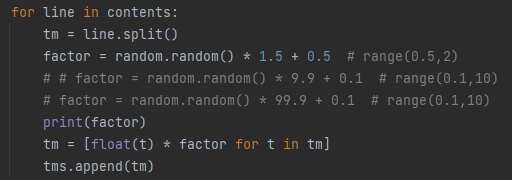 for line in contents:
tm = line.split()
factor = random.random() * 1.5 + 0.5  # range(0.5,2)
# # factor = random.random() * 9.9 + 0.1  # range(0.1,10)
# factor = random.random() * 99.9 + 0.1  # range(0.1,10)
print(factor)
tm = [float(t) * factor for t in tm]
tms.append(tm)